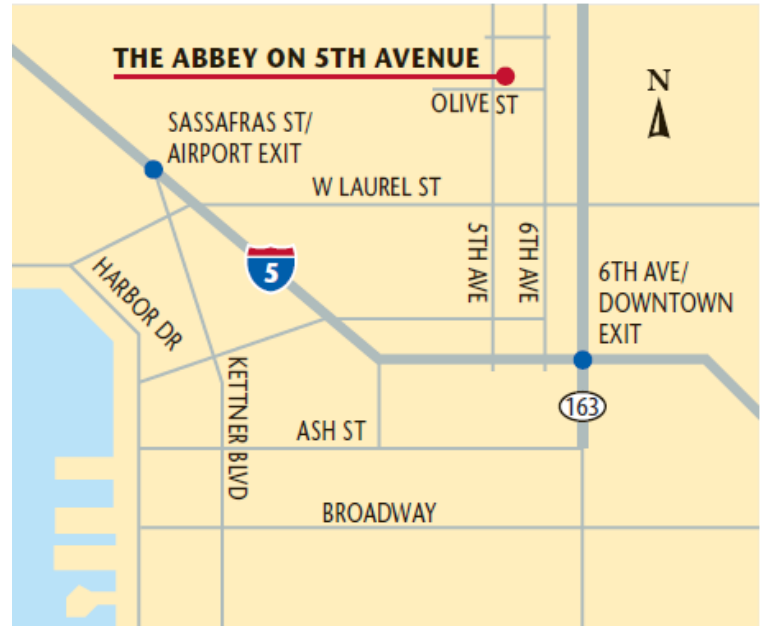 THE ABBEY ON 5TH AVENUE
OLIVE ST
N
SASSAFRAS ST/
AIRPORT EXIT
W LAUREL ST
5TH AVE
6TH AVE
HARBOR DR
5
6TH AVE/
DOWNTOWN
EXIT
KETTNER BLVD
163
ASH ST
BROADWAY